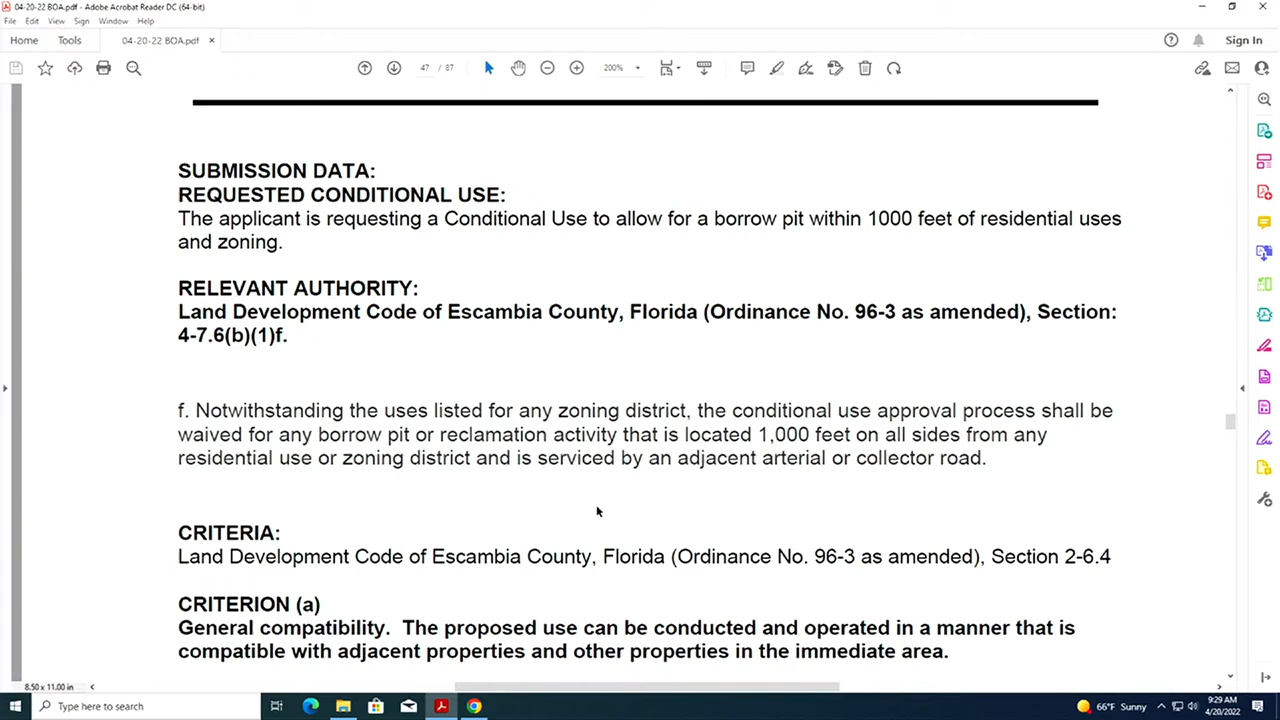 04-20-22 BOA.pdf - Adobe Acrobat Reader DC (64-bit)
File Edit View Sign Window Help
Home Tools 04-20-22 BOA.pdf × Sign In
47 / 87 200%
SUBMISSION DATA:
REQUESTED CONDITIONAL USE:
The applicant is requesting a Conditional Use to allow for a borrow pit within 1000 feet of residential uses
and zoning.
RELEVANT AUTHORITY:
Land Development Code of Escambia County, Florida (Ordinance No. 96-3 as amended), Section:
4-7.6(b)(1)f.
f. Notwithstanding the uses listed for any zoning district, the conditional use approval process shall be
waived for any borrow pit or reclamation activity that is located 1,000 feet on all sides from any
residential use or zoning district and is serviced by an adjacent arterial or collector road.
CRITERIA:
Land Development Code of Escambia County, Florida (Ordinance No. 96-3 as amended), Section 2-6.4
CRITERION (a)
General compatibility. The proposed use can be conducted and operated in a manner that is
compatible with adjacent properties and other properties in the immediate area.
8.50 x 11.00 in
Type here to search 66°F Sunny 9:29 AM
4/20/2022